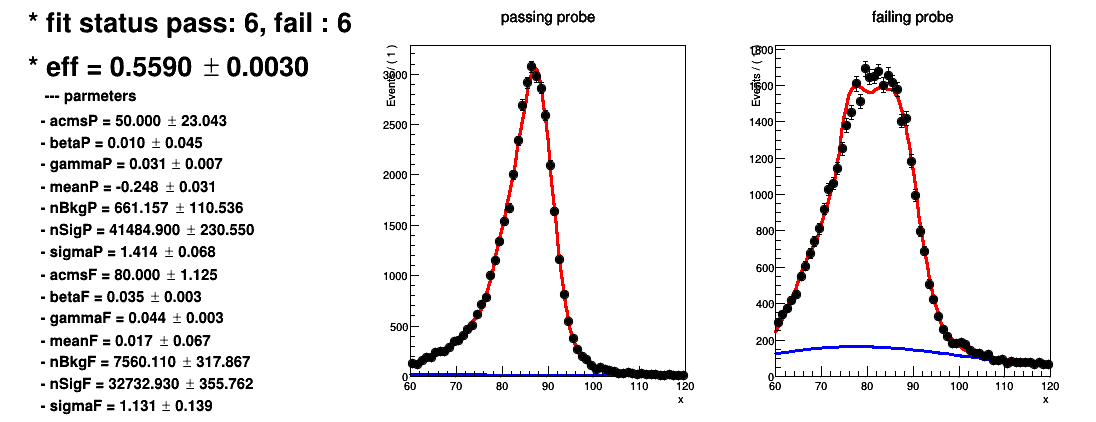 * fit status pass: 6, fail : 6
* eff = 0.5590 ± 0.0030
--- parmeters
- acmsP = 50.000 ± 23.043
- betaP = 0.010 ± 0.045
- gammaP = 0.031 ± 0.007
- meanP = -0.248 ± 0.031
- nBkgP = 661.157 ± 110.536
- nSigP = 41484.900 ± 230.550
- sigmaP = 1.414 ± 0.068
- acmsF = 80.000 ± 1.125
- betaF = 0.035 ± 0.003
- gammaF = 0.044 ± 0.003
- meanF = 0.017 ± 0.067
- nBkgF = 7560.110 ± 317.867
- nSigF = 32732.930 ± 355.762
- sigmaF = 1.131 ± 0.139
passing probe
Events / ( 1 )
3000
2500
2000
1500
1000
500
0
60 70 80 90 100 110 120
x
failing probe
Events / ( 1 )
1800
1600
1400
1200
1000
800
600
400
200
0
60 70 80 90 100 110 120
x